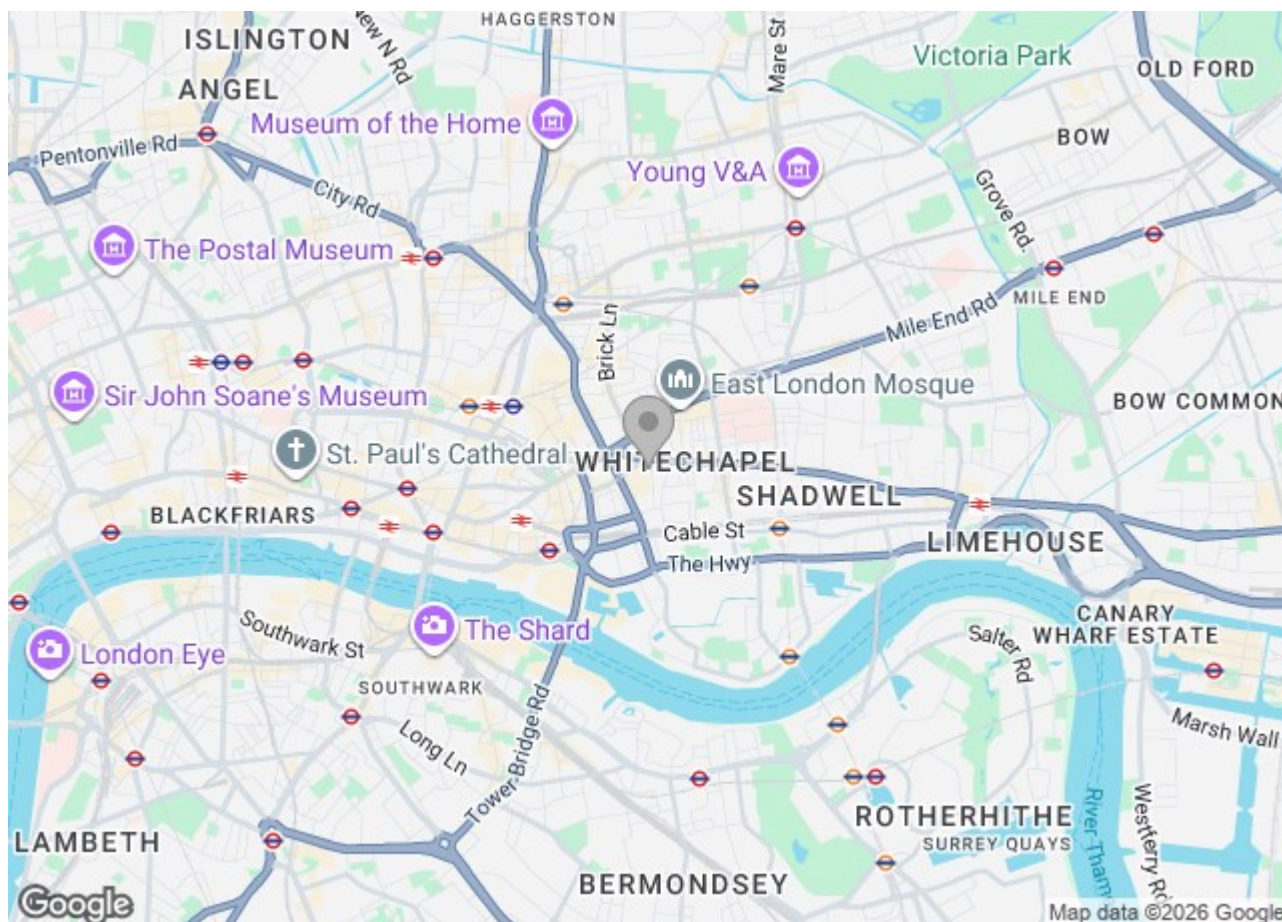 HAGGERSTON
ISLINGTON
New N Rd
Mare St
Victoria Park
OLD FORD
ANGEL
Museum of the Home
BOW
Pentonville Rd
Young V&A
City Rd
Grove Rd.
The Postal Museum
MILE END
Brick Ln
Mile End Rd
Sir John Soane's Museum
East London Mosque
BOW COMMON
St. Paul's Cathedral
WHITECHAPEL
SHADWELL
BLACKFRIARS
Cable St
LIMEHOUSE
The Hwy
CANARY
WHARF ESTATE
Southwark St
The Shard
Salter Rd
London Eye
SOUTHWARK
Marsh Wall
Long Ln
Tower Bridge Rd
Westferry Rd
River Tham
ROTHERHITHE
LAMBETH
SURREY QUAYS
BERMONDSEY
Google
Map data ©2026 Google